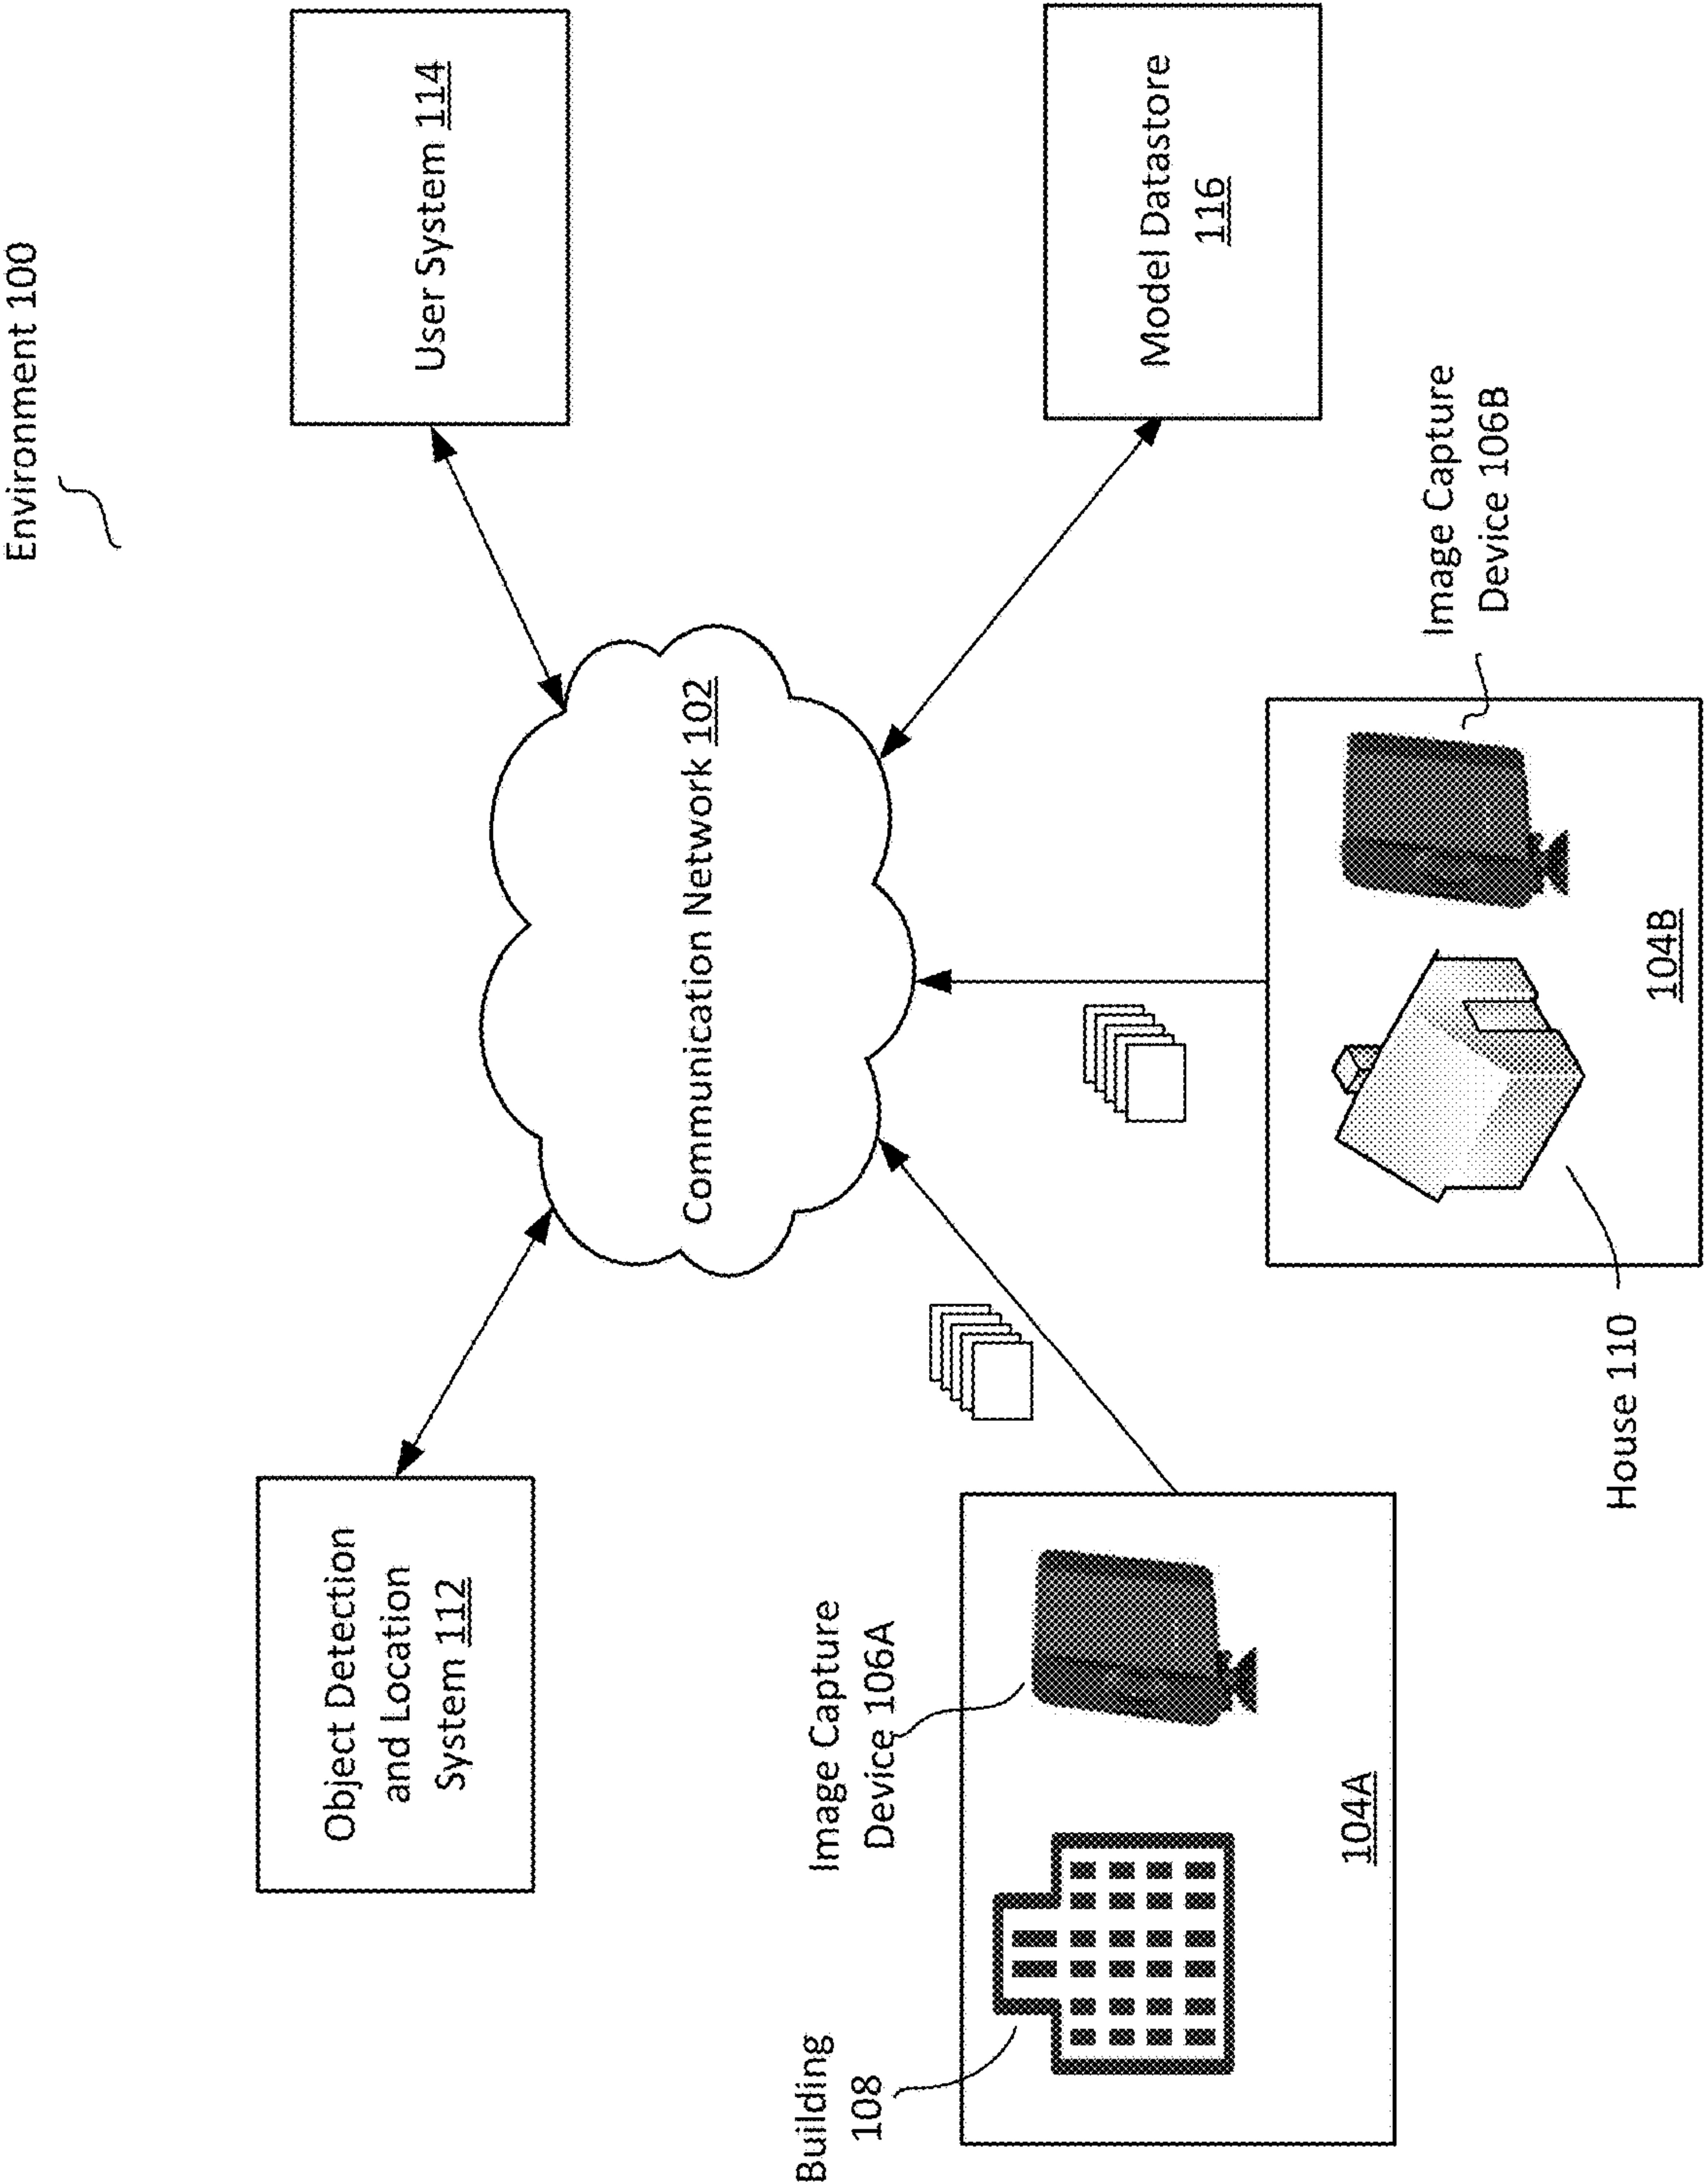 Environment 100
Object Detection
and Location
System 112
User System 114
Communication Network 102
Building
108
Image Capture
Device 106A
104A
Model Datastore
116
Image Capture
Device 106B
104B
House 110